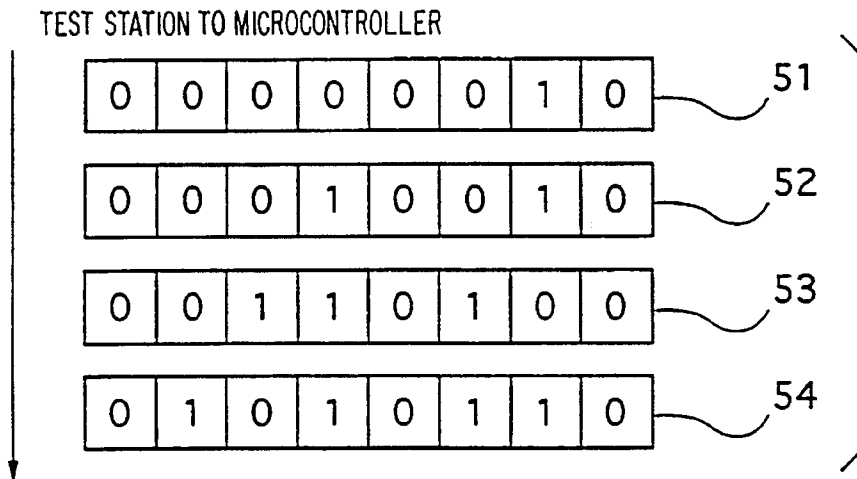 TEST STATION TO MICROCONTROLLER
0 0 0 0 0 0 1 0 51
0 0 0 1 0 0 1 0 52
0 0 1 1 0 1 0 0 53
0 1 0 1 0 1 1 0 54